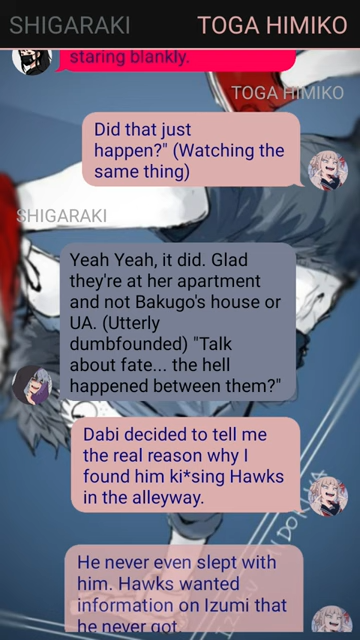 SHIGARAKI
TOGA HIMIKO
staring blankly.
TOGA HIMIKO
Did that just
happen?" (Watching the
same thing)
SHIGARAKI
Yeah Yeah, it did. Glad
they're at her apartment
and not Bakugo's house or
UA. (Utterly
dumbfounded) "Talk
about fate... the hell
happened between them?"
Dabi decided to tell me
the real reason why I
found him ki*sing Hawks
in the alleyway.
He never even slept with
him. Hawks wanted
information on Izumi that
he never got